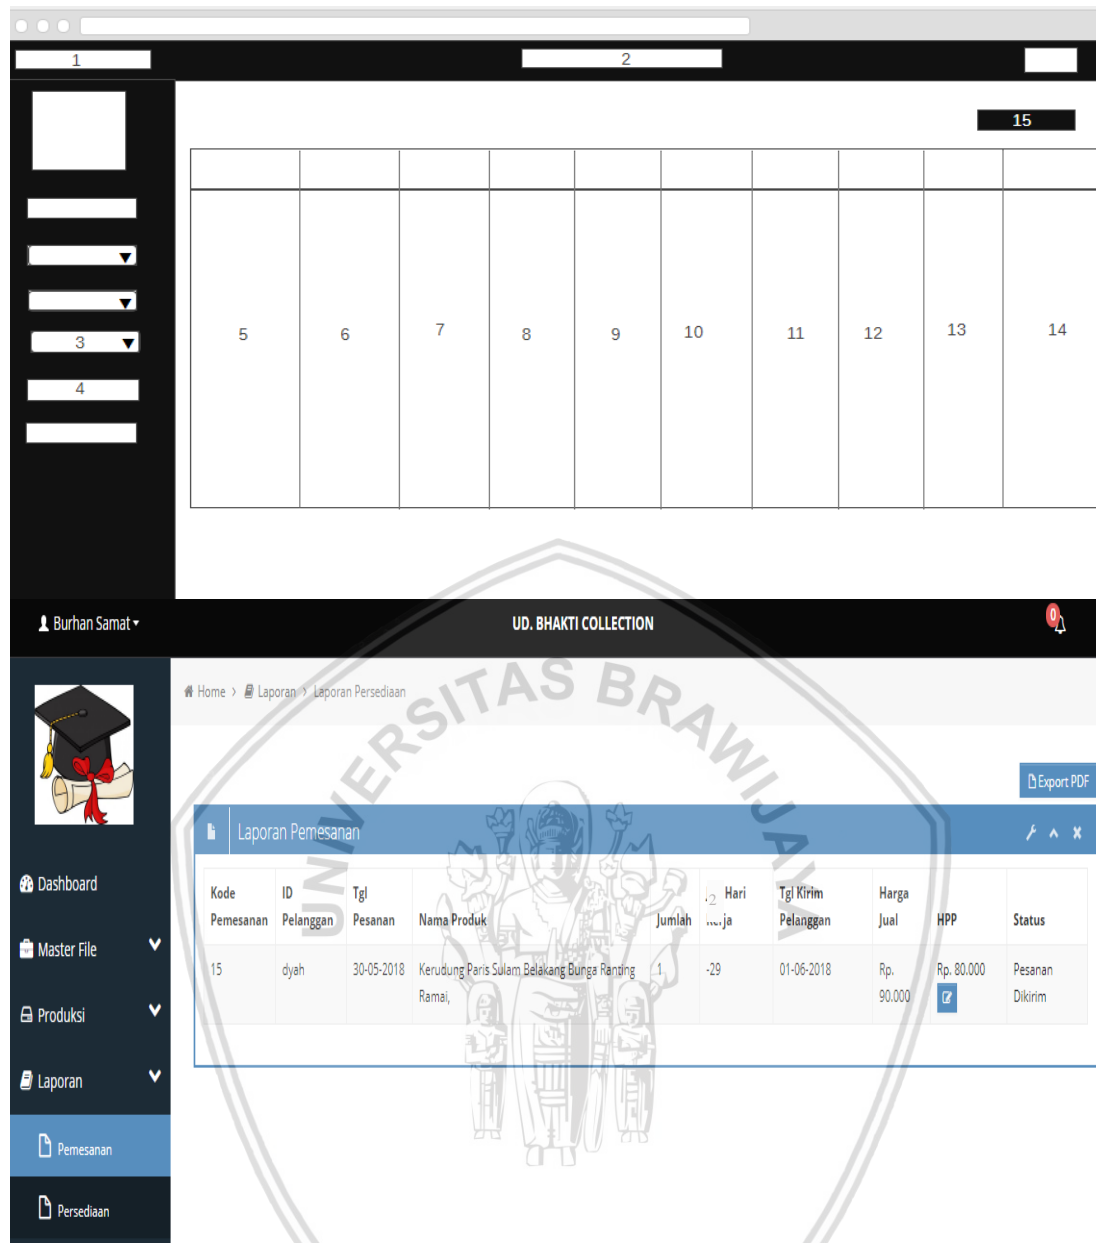 1 2
15
5 6 7 8 9 10 11 12 13 14
3
4
Burhan Samat
UD. BHAKTI COLLECTION
0
Home > Laporan > Laporan Persediaan
UNIVERSITAS BRAWIJAYA
Export PDF
Laporan Pemesanan
Dashboard
Master File
Produksi
Laporan
Pemesanan
Persediaan
Kode ID Tgl Hari Tgl Kirim Harga
Pemesanan Pelanggan Pesanan Nama Produk Jumlah Pelanggan Jual HPP Status
15 dyah 30-05-2018 Kerudung Paris Sulam Belakang Bunga Ranting 1 -29 01-06-2018 Rp. Rp. 80.000 Pesanan
Ramai, 90.000 Dikirim